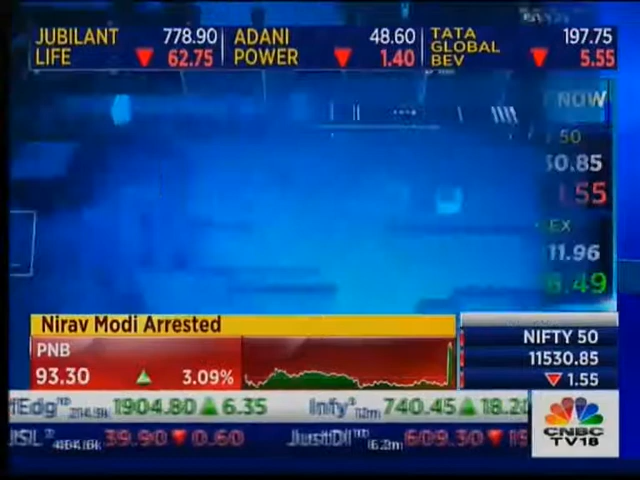 JUBILANT LIFE 778.90 62.75
ADANI POWER 48.60 1.40
TATA GLOBAL BEV 197.75 5.55
NOW
50
0.85
.55
EX
11.96
.49
Nirav Modi Arrested
PNB
93.30 3.09%
NIFTY 50
11530.85
1.55
1904.80 6.35 Infy 740.45
39.90 0.60 JustDil 609.30
CNBC
TV18